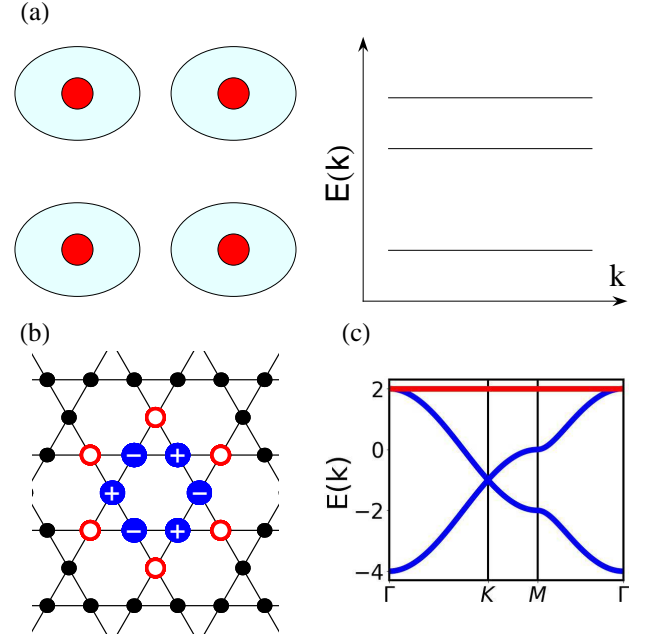 (a)
E(k)
k
(b)
(c)
− +
+ −
− +
E(k)
2
0
−2
−4
Γ K M Γ